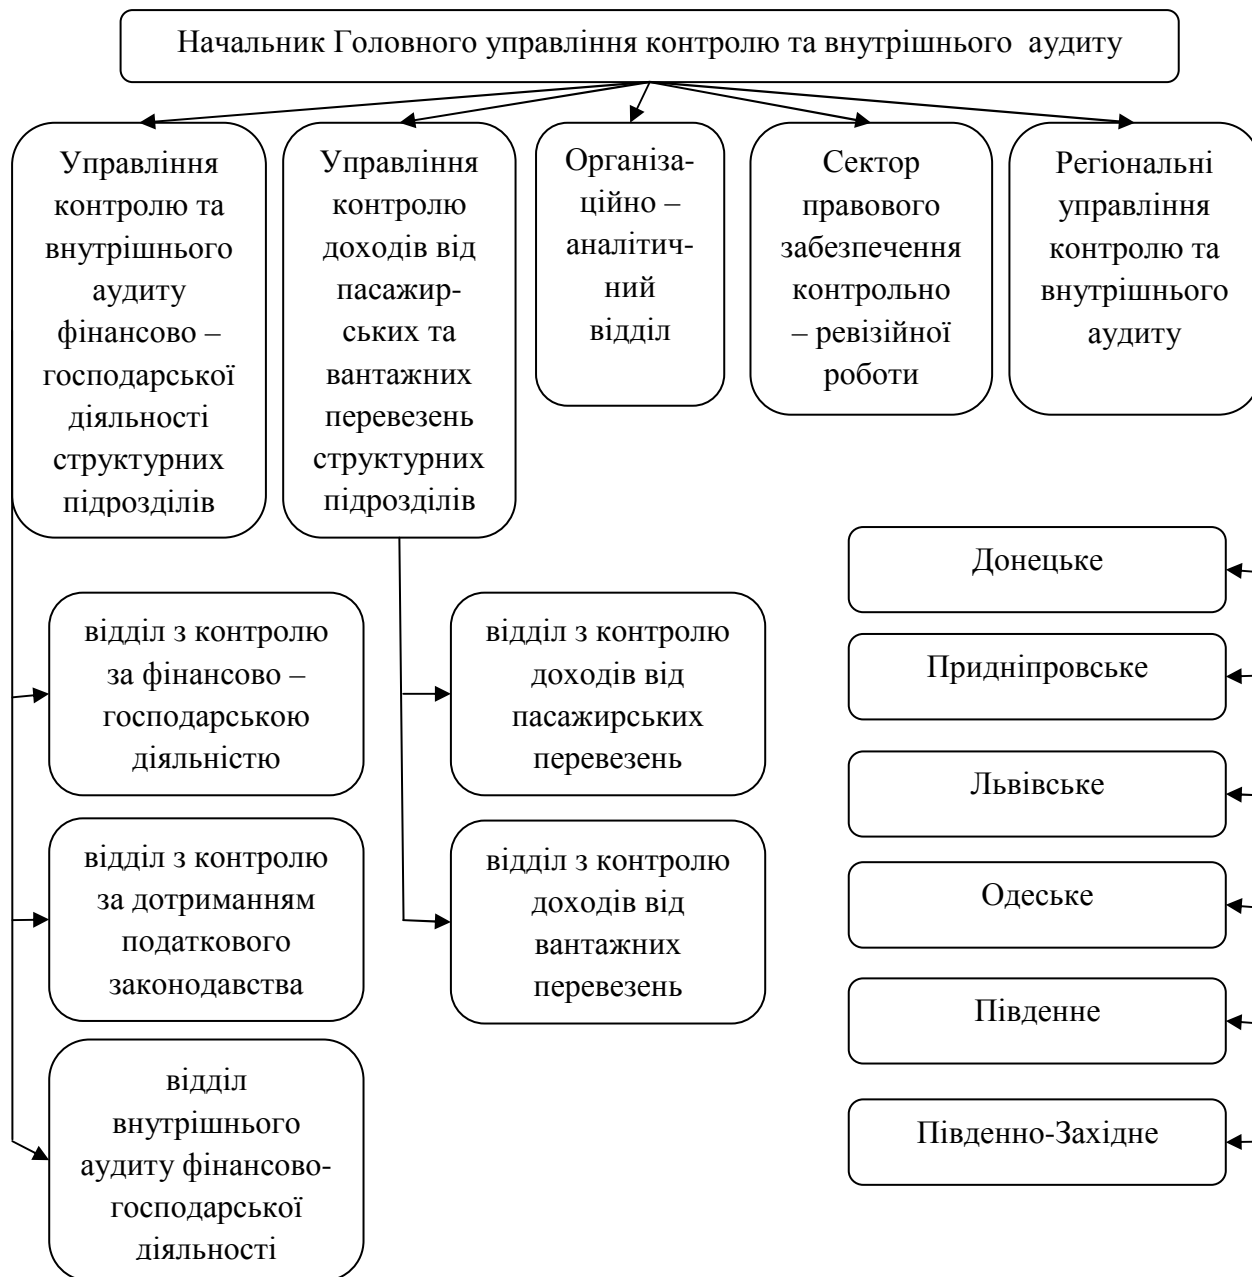 Начальник Головного управління контролю та внутрішнього  аудиту
Управління
контролю та
внутрішнього
аудиту
фінансово –
господарської
діяльності
структурних
підрозділів
Управління
контролю
доходів від
пасажир-
ських та
вантажних
перевезень
структурних
підрозділів
Організа-
ційно –
аналітич-
ний
відділ
Сектор
правового
забезпечення
контрольно
– ревізійної
роботи
Регіональні
управління
контролю та
внутрішнього
аудиту
відділ з контролю
за фінансово –
господарською
діяльністю
відділ з контролю
за дотриманням
податкового
законодавства
відділ
внутрішнього
аудиту фінансово-
господарської
діяльності
відділ з контролю
доходів від
пасажирських
перевезень
відділ з контролю
доходів від
вантажних
перевезень
Донецьке
Придніпровське
Львівське
Одеське
Південне
Південно-Західне